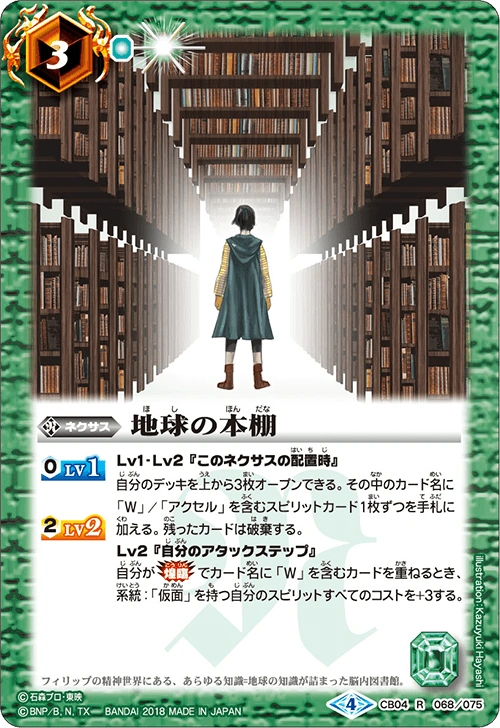 3
ネクサス
地球の本棚
ほし ほん だな
0 LV1
Lv1・Lv2『このネクサスの配置時』
自分のデッキを上から3枚オープンできる。その中のカード名に
「W」/「アクセル」を含むスピリットカード1枚ずつを手札に
加える。残ったカードは破棄する。
2 LV2
Lv2『自分のアタックステップ』
自分が煌臨でカード名に「W」を含むカードを重ねるとき、
系統:「仮面」を持つ自分のスピリットすべてのコストを+3する。
illustration:Kazuyuki Hayashi
フィリップの精神世界にある、あらゆる知識=地球の知識が詰まった脳内図書館。
©石森プロ・東映
©BNP/B, N, TX BANDAI 2018 MADE IN JAPAN
4 CB04 R 068/075